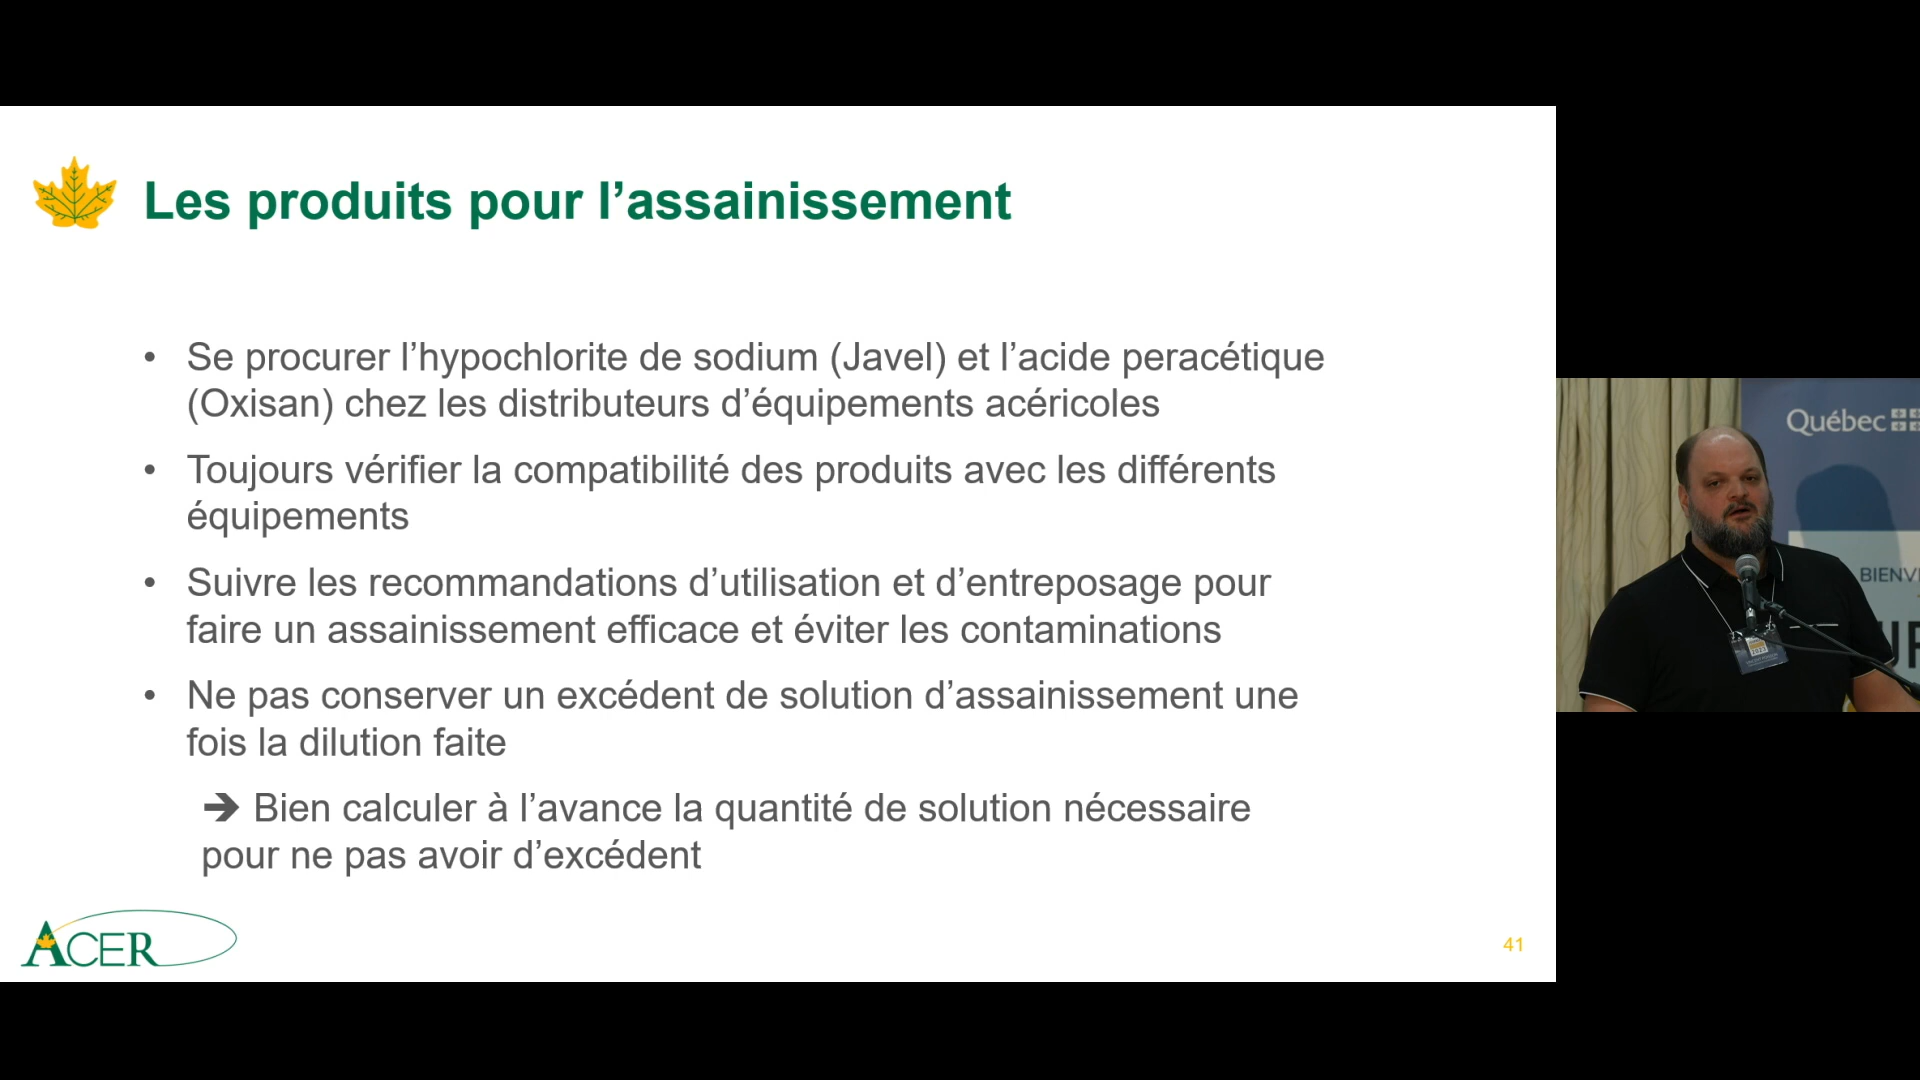 Les produits pour l’assainissement
• Se procurer l’hypochlorite de sodium (Javel) et l’acide peracétique
(Oxisan) chez les distributeurs d’équipements acéricoles
• Toujours vérifier la compatibilité des produits avec les différents
équipements
• Suivre les recommandations d’utilisation et d’entreposage pour
faire un assainissement efficace et éviter les contaminations
• Ne pas conserver un excédent de solution d’assainissement une
fois la dilution faite
➔ Bien calculer à l’avance la quantité de solution nécessaire
pour ne pas avoir d’excédent
ACER
41
Québec
BIENV